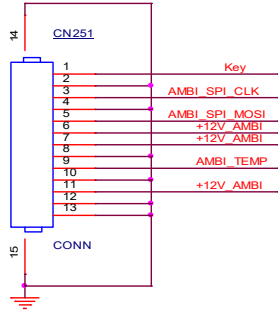 14
CN251
1
Key
2
3
AMBI_SPI_CLK
4
5
AMBI_SPI_MOSI
6
+12V_AMBI
7
+12V_AMBI
8
9
AMBI_TEMP
10
11
+12V_AMBI
12
13
15
CONN